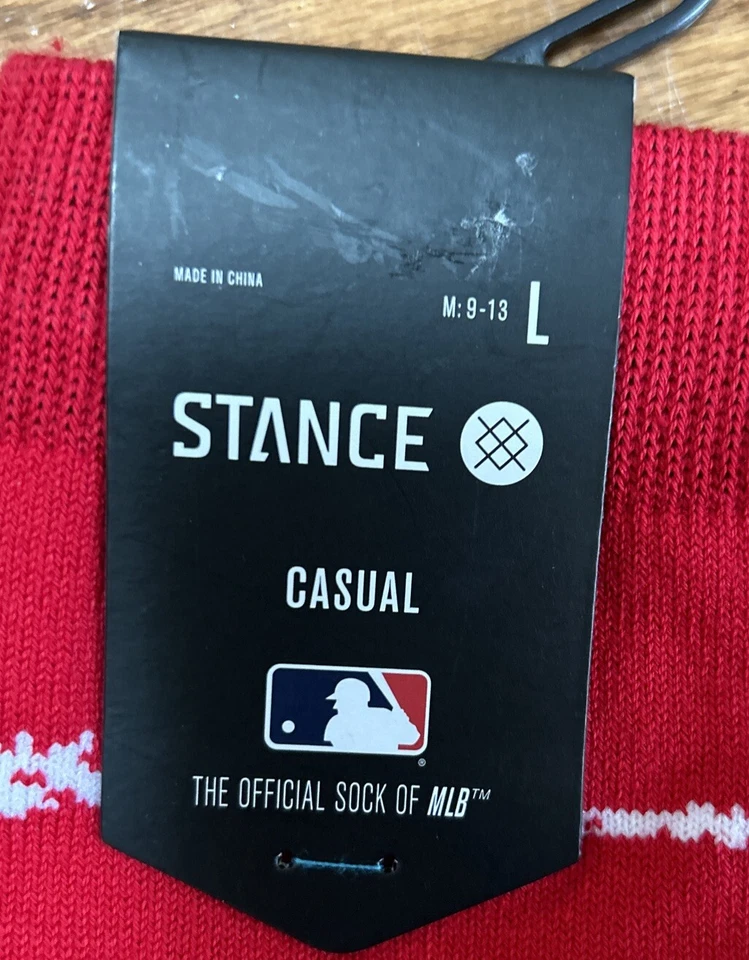 MADE IN CHINA
M: 9-13 L
STANCE
CASUAL
®
THE OFFICIAL SOCK OF MLB™